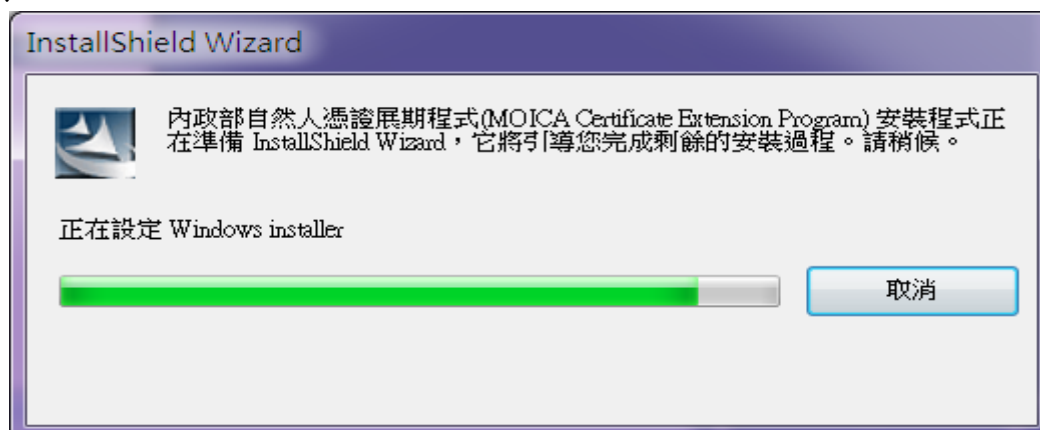 InstallShield Wizard
內政部自然人憑證展期程式(MOICA Certificate Extension Program) 安裝程式正
在準備 InstallShield Wizard，它將引導您完成剩餘的安裝過程。請稍候。
正在設定 Windows installer
取消